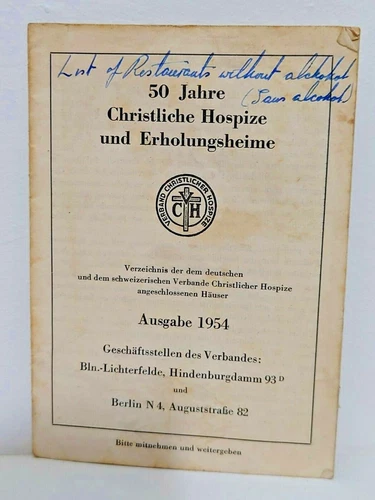 List of Restaurants without alckohol
(Sans alcohol)
50 Jahre
Christliche Hospize
und Erholungsheime
VERBAND CHRISTLICHER HOSPIZE
C H
Verzeichnis der dem deutschen
und dem schweizerischen Verbande Christlicher Hospize
angeschlossenen Häuser
Ausgabe 1954
Geschäftsstellen des Verbandes:
Bln.-Lichterfelde, Hindenburgdamm 93 D
und
Berlin N 4, Auguststraße 82
Bitte mitnehmen und weitergeben